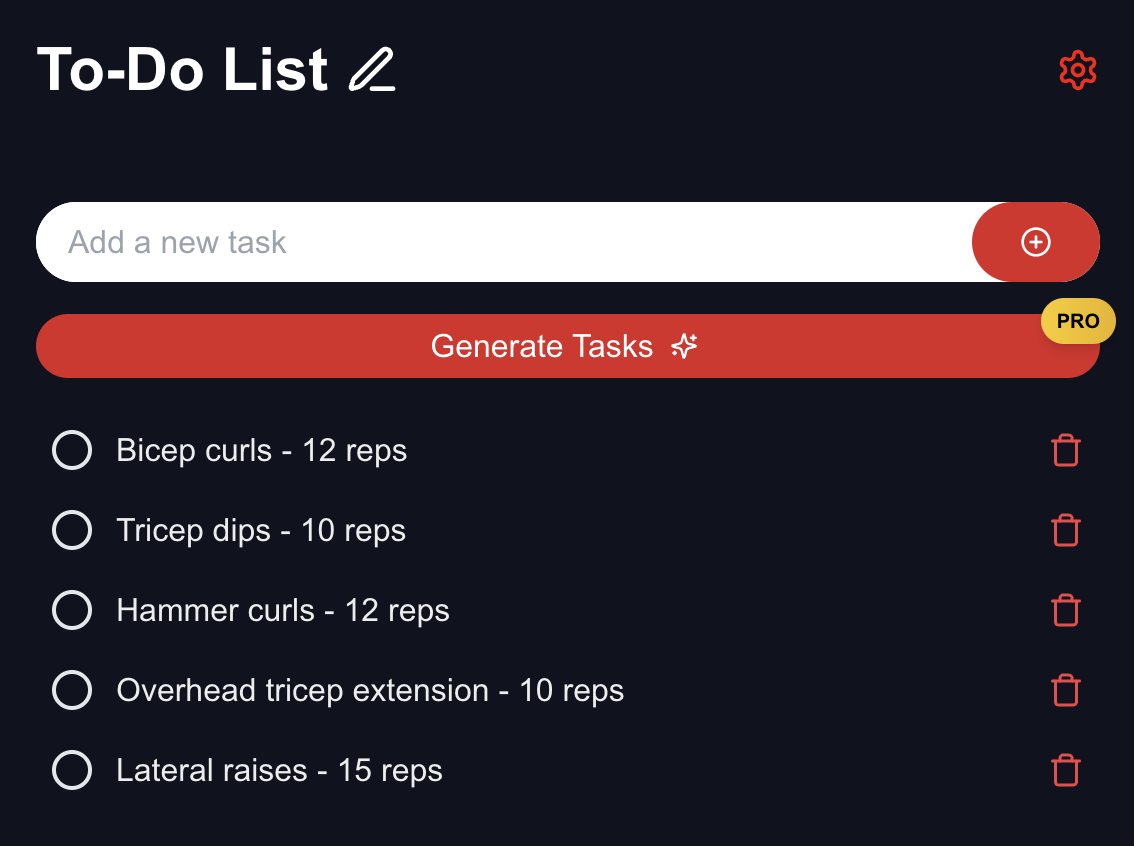 To-Do List
Add a new task
PRO
Generate Tasks
Bicep curls - 12 reps
Tricep dips - 10 reps
Hammer curls - 12 reps
Overhead tricep extension - 10 reps
Lateral raises - 15 reps